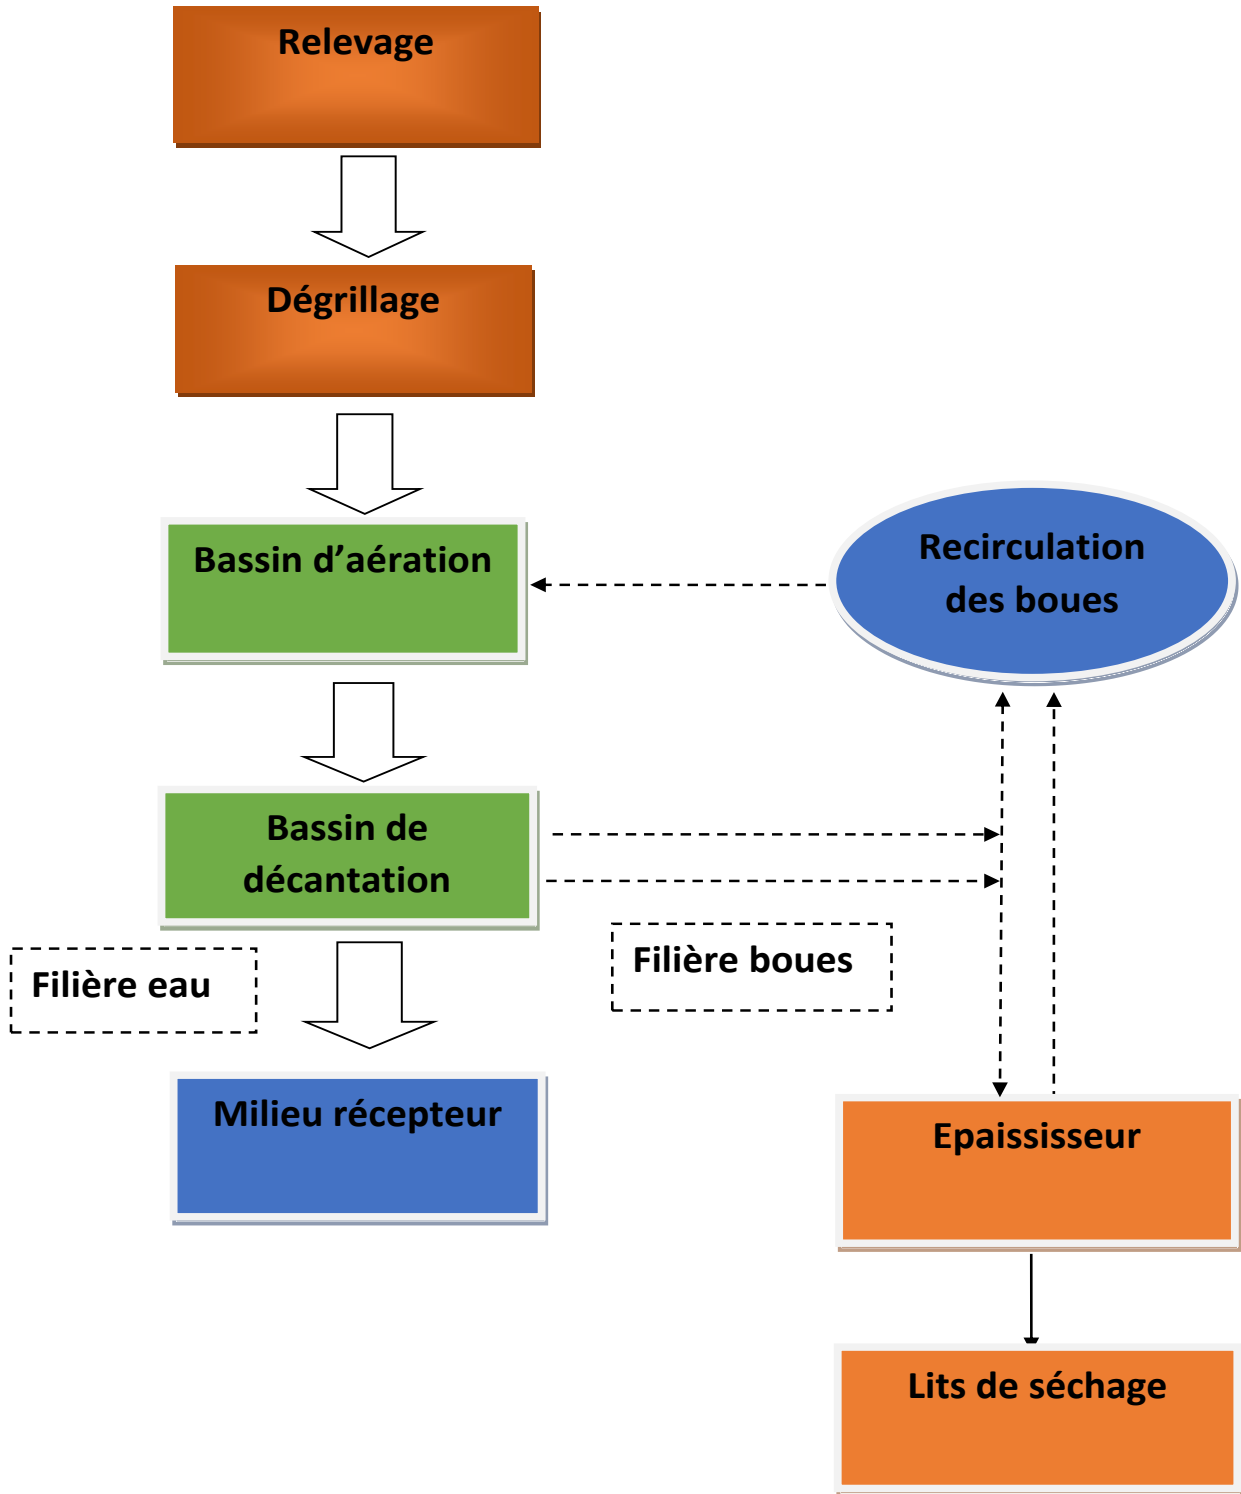 Relevage
Dégrillage
Bassin d’aération
Recirculation
des boues
Bassin de
décantation
Filière eau
Filière boues
Milieu récepteur
Epaississeur
Lits de séchage